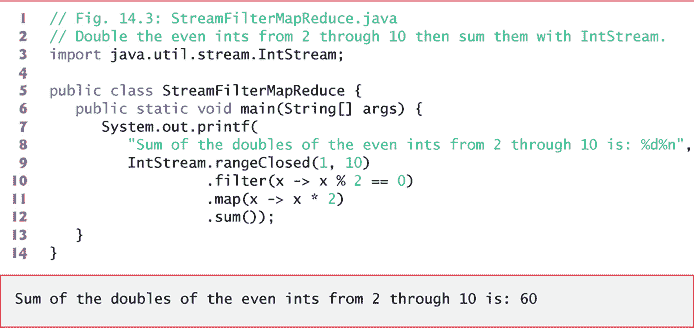 1 // Fig. 14.3: StreamFilterMapReduce.java
2 // Double the even ints from 2 through 10 then sum them with IntStream.
3 import java.util.stream.IntStream;
4
5 public class StreamFilterMapReduce {
6 public static void main(String[] args) {
7 System.out.printf(
8 "Sum of the doubles of the even ints from 2 through 10 is: %d%n",
9 IntStream.rangeClosed(1, 10)
10 .filter(x -> x % 2 == 0)
11 .map(x -> x * 2)
12 .sum());
13 }
14 }
Sum of the doubles of the even ints from 2 through 10 is: 60